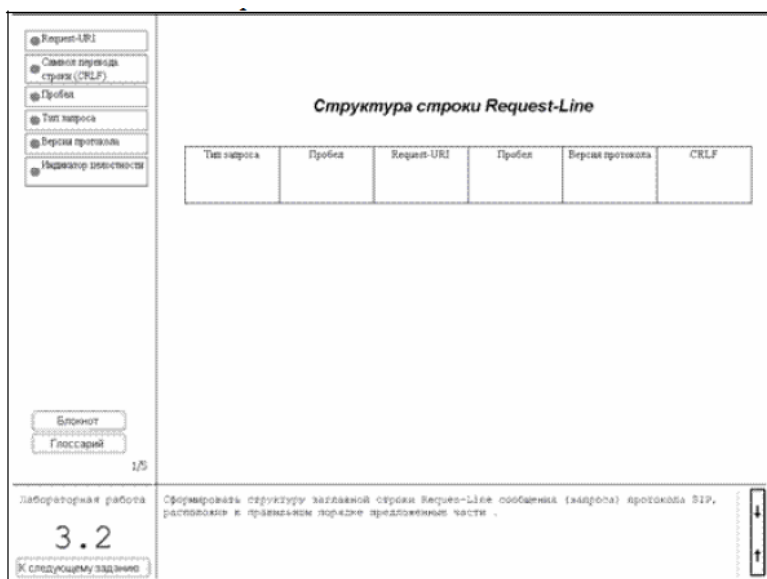 Request-URI
Символ перевода
строки (CRLF)
Пробел
Тип запроса
Версия протокола
Индикатор целостности
Структура строки Request-Line
Тип запроса Пробел Request-URI Пробел Версия протокола CRLF
Блокнот
Глоссарий
1/5
Лабораторная работа
3.2
К следующему заданию
Сформировать структуру заглавной строки Reques-Line сообщения (запроса) протокола SIP,
расположив в правильном порядке предложенные части .